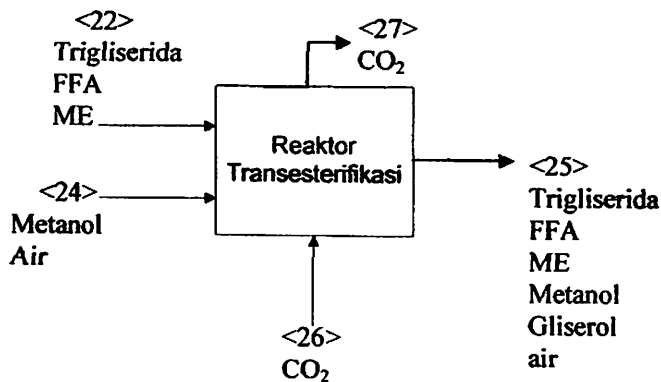 <22>
Trigliserida
FFA
ME
<27>
CO₂
Reaktor
Transesterifikasi
<24>
Metanol
Air
<25>
Trigliserida
FFA
ME
Metanol
Gliserol
air
<26>
CO₂